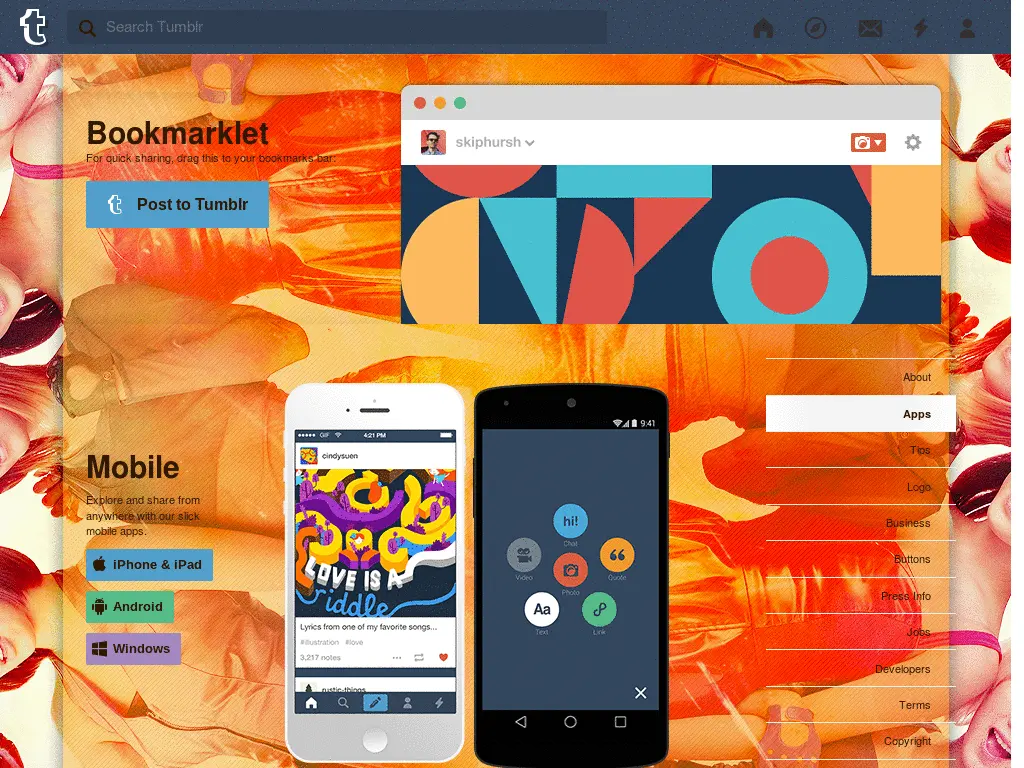 t
Search Tumblr
Bookmarklet
For quick sharing, drag this to your bookmarks bar.
Post to Tumblr
skiphursh
About
Apps
Tips
Logo
Business
Buttons
Press Info
Jobs
Developers
Terms
Copyright
Mobile
Explore and share from
anywhere with our slick
mobile apps.
iPhone & iPad
Android
Windows
GIF
4:21 PM
cindysuen
LOVE IS A
riddle
Lyrics from one of my favorite songs...
#illustration #love
3,217 notes
rustic-things
9:41
hi!
Chat
Video
Quote
Photo
Aa
Text
Link